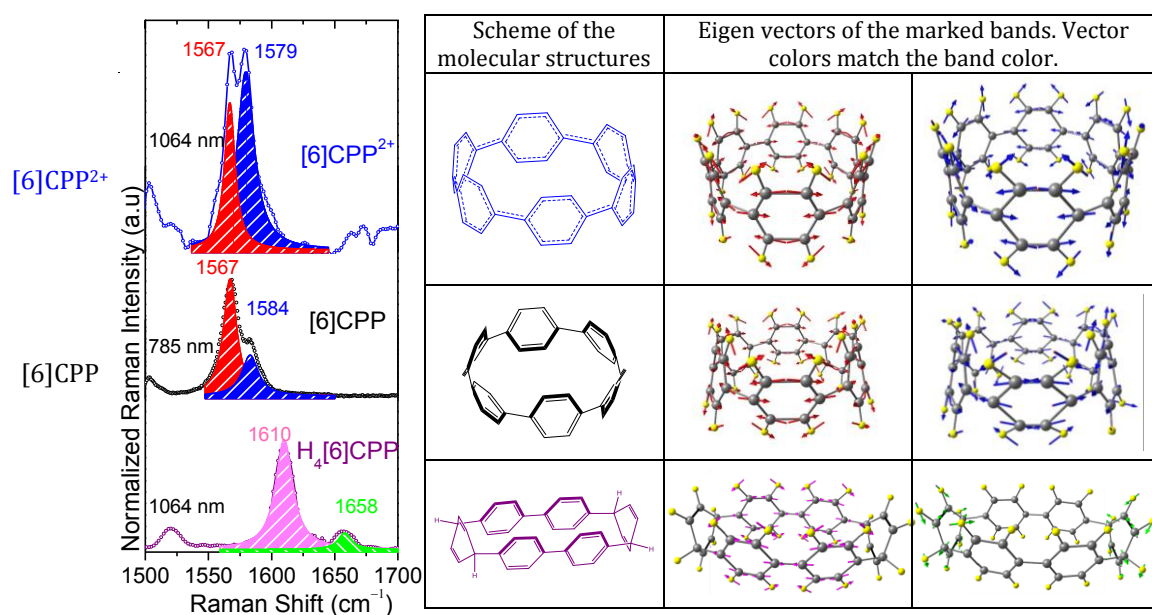 Normalized Raman Intensity (a.u)
[6]CPP²⁺
[6]CPP
1567
1579
1064 nm
[6]CPP²⁺
1567
1584
[6]CPP
785 nm
1610
H₄[6]CPP
1064 nm
1658
1500 1550 1600 1650 1700
Raman Shift (cm⁻¹)
Scheme of the
molecular structures
Eigen vectors of the marked bands. Vector
colors match the band color.
H
H
H
H